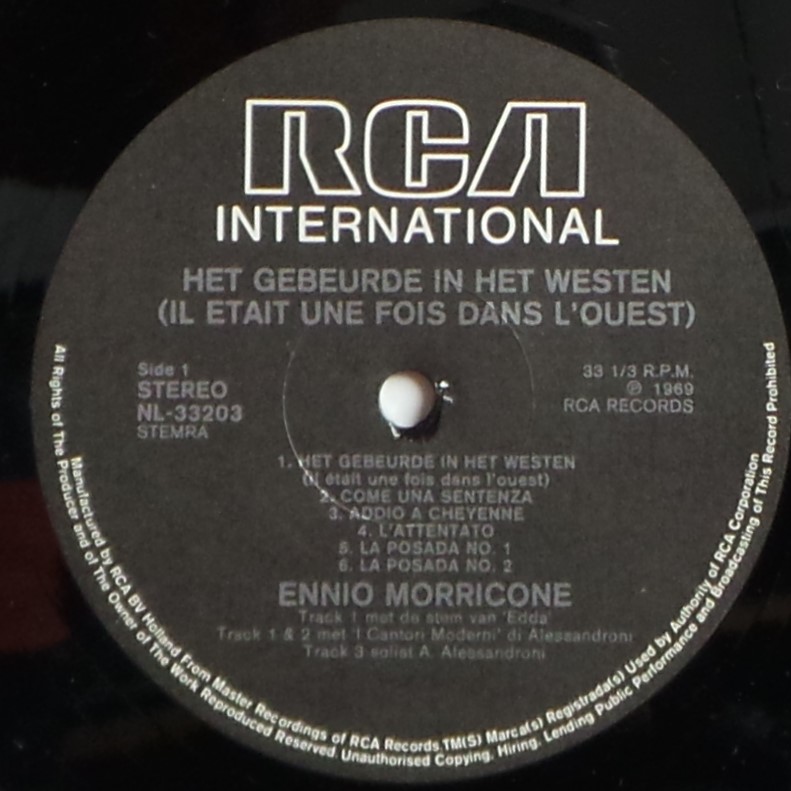 RCA
INTERNATIONAL
HET GEBEURDE IN HET WESTEN
(IL ETAIT UNE FOIS DANS L'OUEST)
Side 1
STEREO
NL-33203
STEMRA
33 1/3 R.P.M.
℗ 1969
RCA RECORDS
1. HET GEBEURDE IN HET WESTEN
(il était une fois dans l'ouest)
2. COME UNA SENTENZA
3. ADDIO A CHEYENNE
4. L'ATTENTATO
5. LA POSADA NO. 1
6. LA POSADA NO. 2
ENNIO MORRICONE
Track 1 met de stem van 'Edda'
Track 1 & 2 met 'I Cantori Moderni' di Alessandroni
Track 3 solist A. Alessandroni
Manufactured by RCA BV Holland From Master Recordings of RCA Records.TM(S) Marca(s) Registrada(s) Used by Authority of RCA Corporation
All Rights of The Producer and of The Owner of The Work Reproduced Reserved. Unauthorised Copying, Hiring, Lending Public Performance and Broadcasting of This Record Prohibited